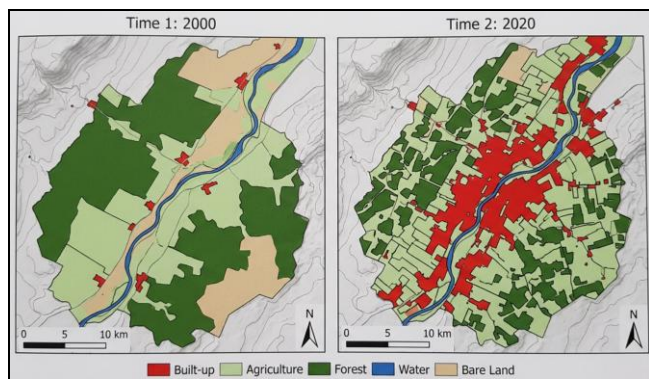 Time 1: 2000
Time 2: 2020
N
0 5 10 km
N
0 5 10 km
Built-up Agriculture Forest Water Bare Land